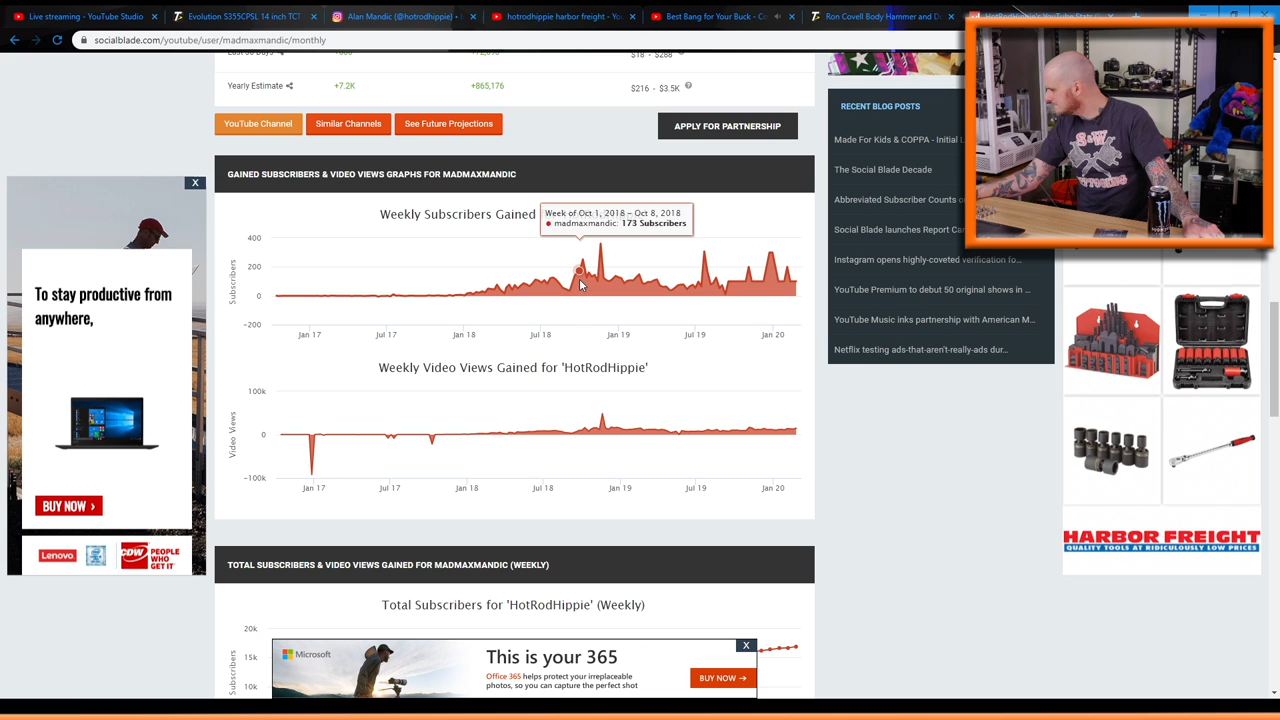 Live streaming - YouTube Studio
Evolution S355CPSL 14 inch TCT
Alan Mandic (@hotrodhippie) •
hotrodhippie harbor freight - Yo
Best Bang for Your Buck - Co
Ron Covell Body Hammer and D
HotRodHippie's YouTube Stats
socialblade.com/youtube/user/madmaxmandic/monthly
$18 - $288
Yearly Estimate
+7.2K
+865,176
$216 - $3.5K
YouTube Channel
Similar Channels
See Future Projections
APPLY FOR PARTNERSHIP
GAINED SUBSCRIBERS & VIDEO VIEWS GRAPHS FOR MADMAXMANDIC
Weekly Subscribers Gained
Week of Oct 1, 2018 – Oct 8, 2018
madmaxmandic: 173 Subscribers
Subscribers
400
200
0
−200
Jan 17
Jul 17
Jan 18
Jul 18
Jan 19
Jul 19
Jan 20
Weekly Video Views Gained for 'HotRodHippie'
Video Views
100k
0
-100k
Jan 17
Jul 17
Jan 18
Jul 18
Jan 19
Jul 19
Jan 20
TOTAL SUBSCRIBERS & VIDEO VIEWS GAINED FOR MADMAXMANDIC (WEEKLY)
Total Subscribers for 'HotRodHippie' (Weekly)
Subscribers
20k
15k
10k
X
Microsoft
This is your 365
Office 365 helps protect your irreplaceable
photos, so you can capture the perfect shot
BUY NOW →
X
To stay productive from
anywhere,
BUY NOW ›
Lenovo
CDW
PEOPLE
WHO
GET IT
RECENT BLOG POSTS
Made For Kids & COPPA - Initial L
The Social Blade Decade
Abbreviated Subscriber Counts o
Social Blade launches Report Car
Instagram opens highly-coveted verification fo...
YouTube Premium to debut 50 original shows in ...
YouTube Music inks partnership with American M...
Netflix testing ads-that-aren't-really-ads dur...
S&W
HARBOR FREIGHT
QUALITY TOOLS AT RIDICULOUSLY LOW PRICES